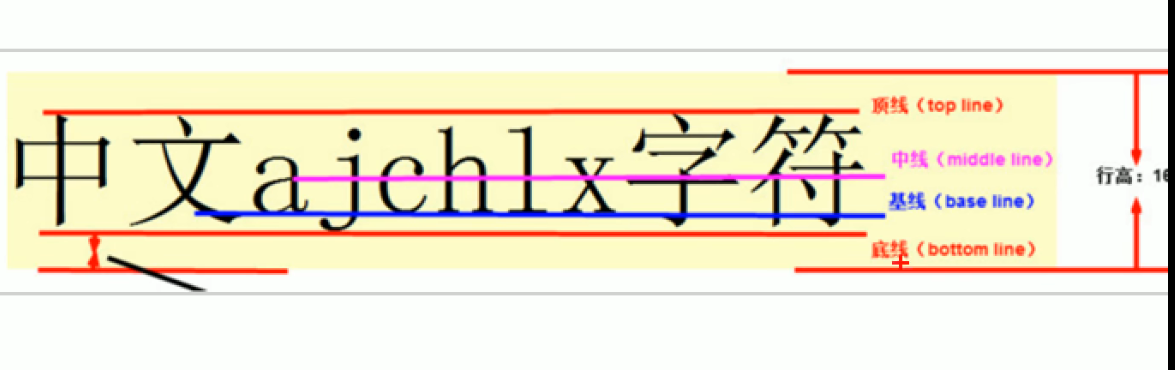 顶线（top line）
中文ajchlx字符
中线（middle line）
行高：16
基线（base line）
底线（bottom line）